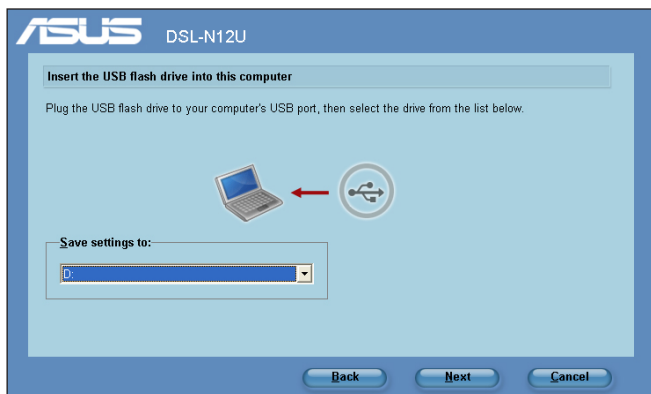 ASUS DSL-N12U
Insert the USB flash drive into this computer
Plug the USB flash drive to your computer's USB port, then select the drive from the list below.
Save settings to:
D:
Back Next Cancel